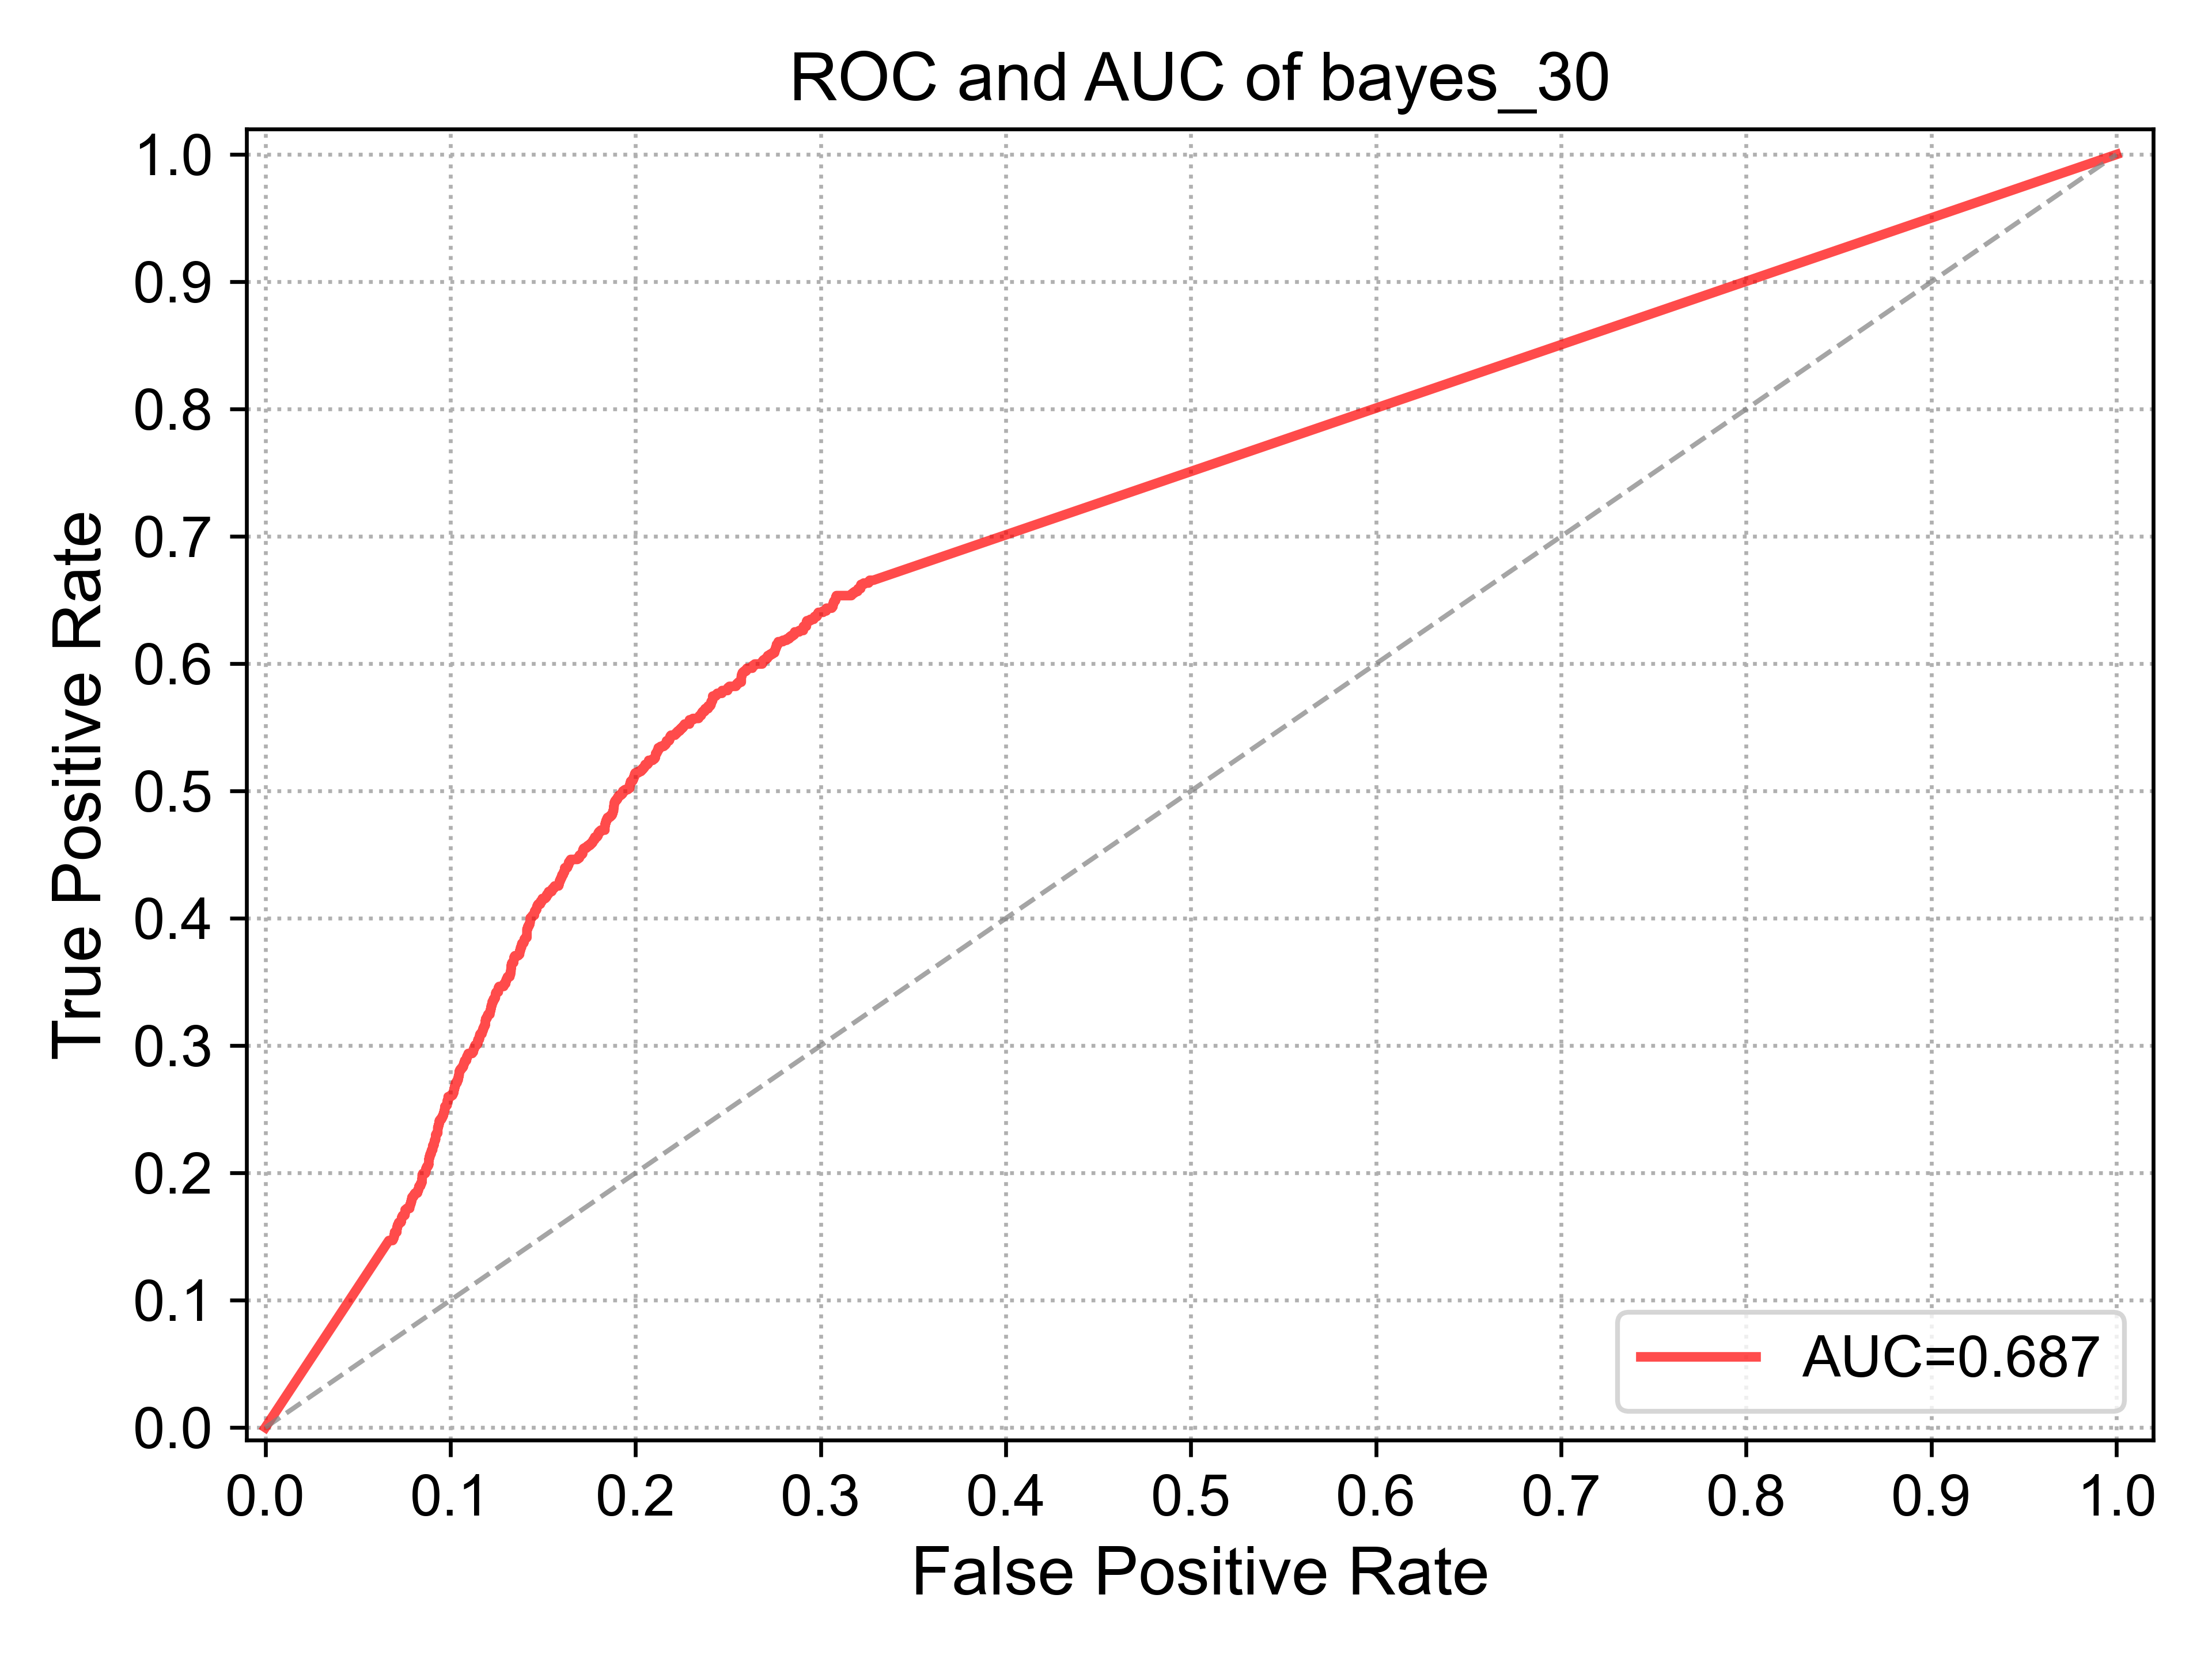 ROC and AUC of bayes_30
True Positive Rate
1.0
0.9
0.8
0.7
0.6
0.5
0.4
0.3
0.2
0.1
0.0
AUC=0.687
0.0 0.1 0.2 0.3 0.4 0.5 0.6 0.7 0.8 0.9 1.0
False Positive Rate